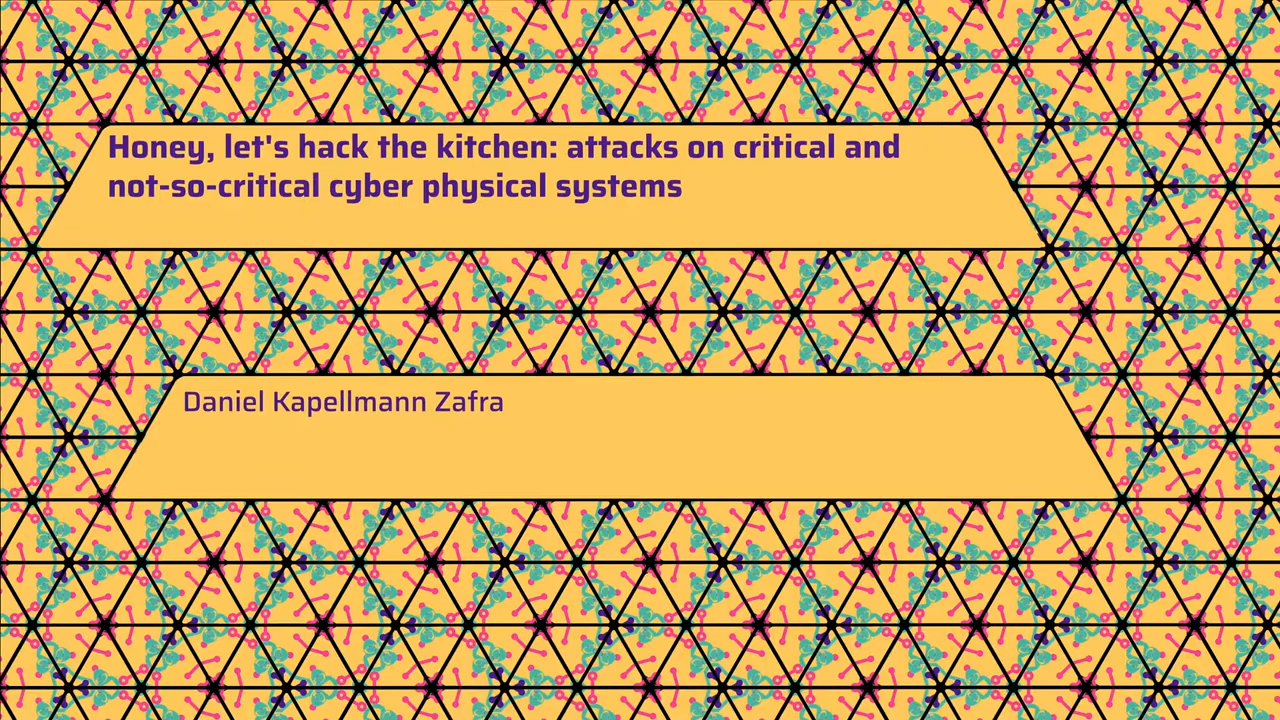 Honey, let's hack the kitchen: attacks on critical and
not-so-critical cyber physical systems
Daniel Kapellmann Zafra